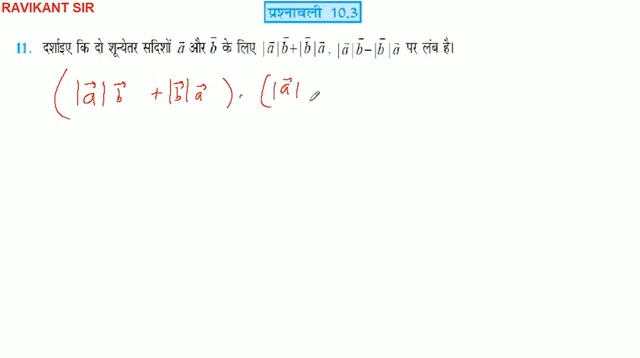 RAVIKANT SIR
प्रश्नावली 10.3
11. दर्शाइए कि दो शून्येतर सदिशों a⃗ और b⃗ के लिए |a⃗|b⃗+|b⃗|a⃗, |a⃗|b⃗−|b⃗|a⃗ पर लंब है।
(|a⃗| b⃗ + |b⃗| a⃗) . (|a⃗|